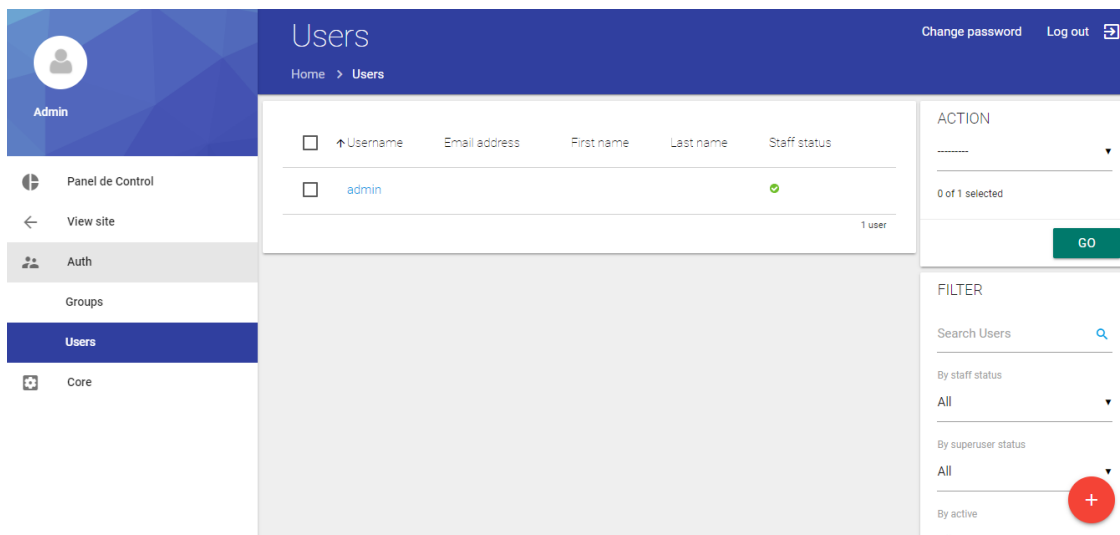 Users
Change password
Log out
Home > Users
Admin
Panel de Control
View site
Auth
Groups
Users
Core
Username Email address First name Last name Staff status
admin
1 user
ACTION
---------
0 of 1 selected
GO
FILTER
Search Users
By staff status
All
By superuser status
All
By active
+